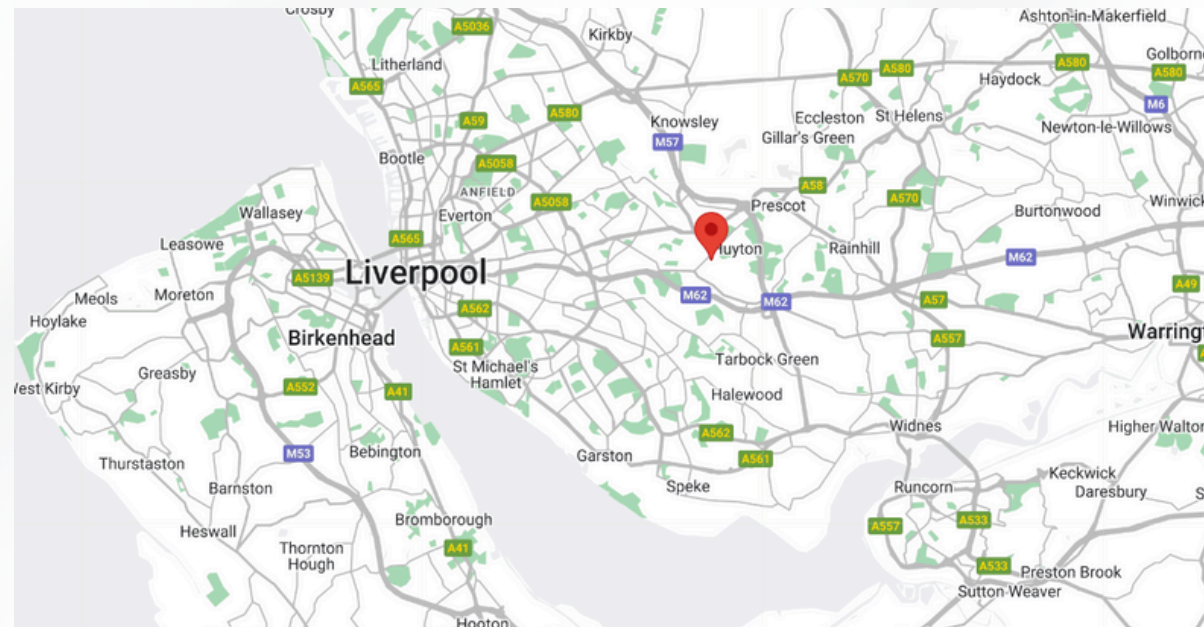 Crosby
A5036
Kirkby
Ashton-in-Makerfield
Litherland
A565
A570
A580
A580
Golborn
A580
Haydock
A59
A580
Knowsley
M57
Eccleston
St Helens
M6
Gillar's Green
Newton-le-Willows
Bootle
A5058
ANFIELD
A58
A570
A5058
Prescot
Wallasey
Everton
Burtonwood
Winwick
Leasowe
A565
Huyton
Rainhill
M62
Liverpool
A5139
Meols
Moreton
M62
M62
A57
A49
Hoylake
A562
Birkenhead
A561
A557
Warringt
St Michael's
Hamlet
Tarbock Green
Greasby
West Kirby
A552
A41
Halewood
Widnes
A562
Higher Walton
M53
Bebington
Garston
A561
Thurstaston
Barnston
Speke
Keckwick
Runcorn
Daresbury
Heswall
Bromborough
A557
A533
Thornton
Hough
A41
A533
Preston Brook
Sutton Weaver
Hooton